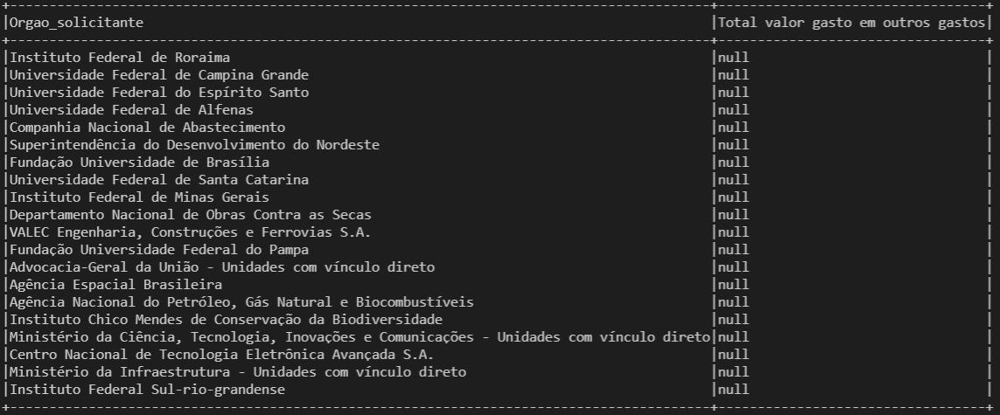 |Orgao_solicitante |Total valor gasto em outros gastos|
|Instituto Federal de Roraima |null |
|Universidade Federal de Campina Grande |null |
|Universidade Federal do Espírito Santo |null |
|Universidade Federal de Alfenas |null |
|Companhia Nacional de Abastecimento |null |
|Superintendência do Desenvolvimento do Nordeste |null |
|Fundação Universidade de Brasília |null |
|Universidade Federal de Santa Catarina |null |
|Instituto Federal de Minas Gerais |null |
|Departamento Nacional de Obras Contra as Secas |null |
|VALEC Engenharia, Construções e Ferrovias S.A. |null |
|Fundação Universidade Federal do Pampa |null |
|Advocacia-Geral da União - Unidades com vínculo direto |null |
|Agência Espacial Brasileira |null |
|Agência Nacional do Petróleo, Gás Natural e Biocombustíveis |null |
|Instituto Chico Mendes de Conservação da Biodiversidade |null |
|Ministério da Ciência, Tecnologia, Inovações e Comunicações - Unidades com vínculo direto|null |
|Centro Nacional de Tecnologia Eletrônica Avançada S.A. |null |
|Ministério da Infraestrutura - Unidades com vínculo direto |null |
|Instituto Federal Sul-rio-grandense |null |